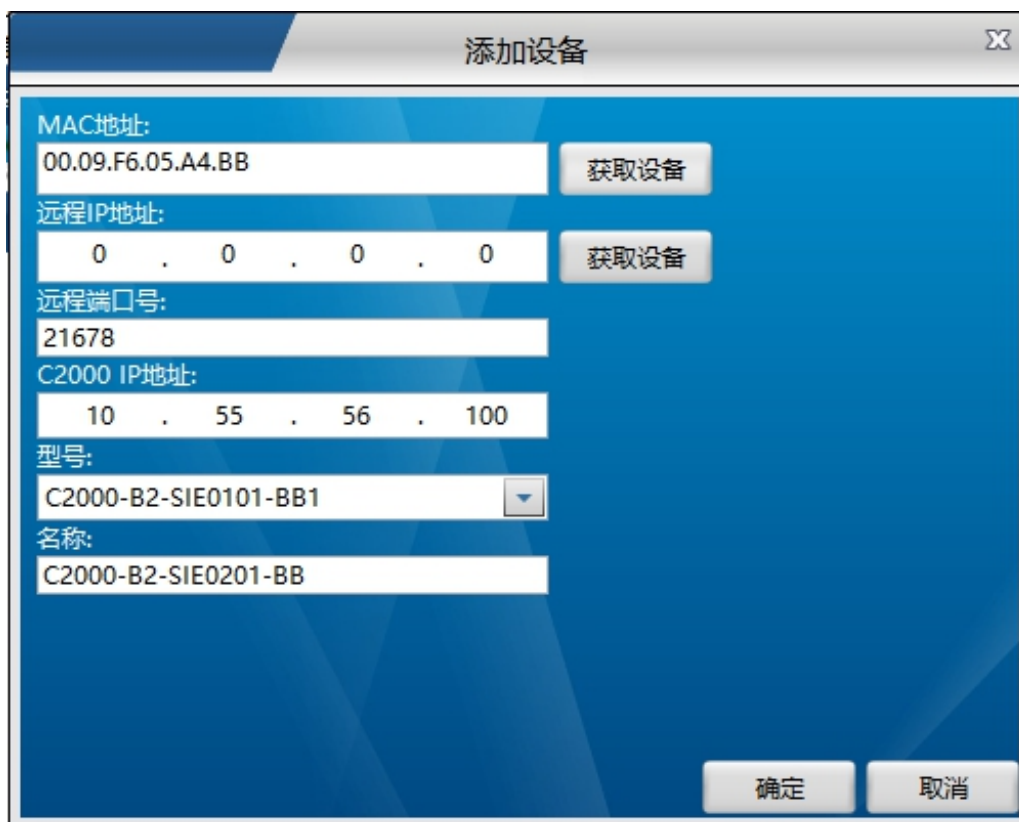 添加设备
MAC地址:
00.09.F6.05.A4.BB
获取设备
远程IP地址:
0 . 0 . 0 . 0
获取设备
远程端口号:
21678
C2000 IP地址:
10 . 55 . 56 . 100
型号:
C2000-B2-SIE0101-BB1
名称:
C2000-B2-SIE0201-BB
确定 取消